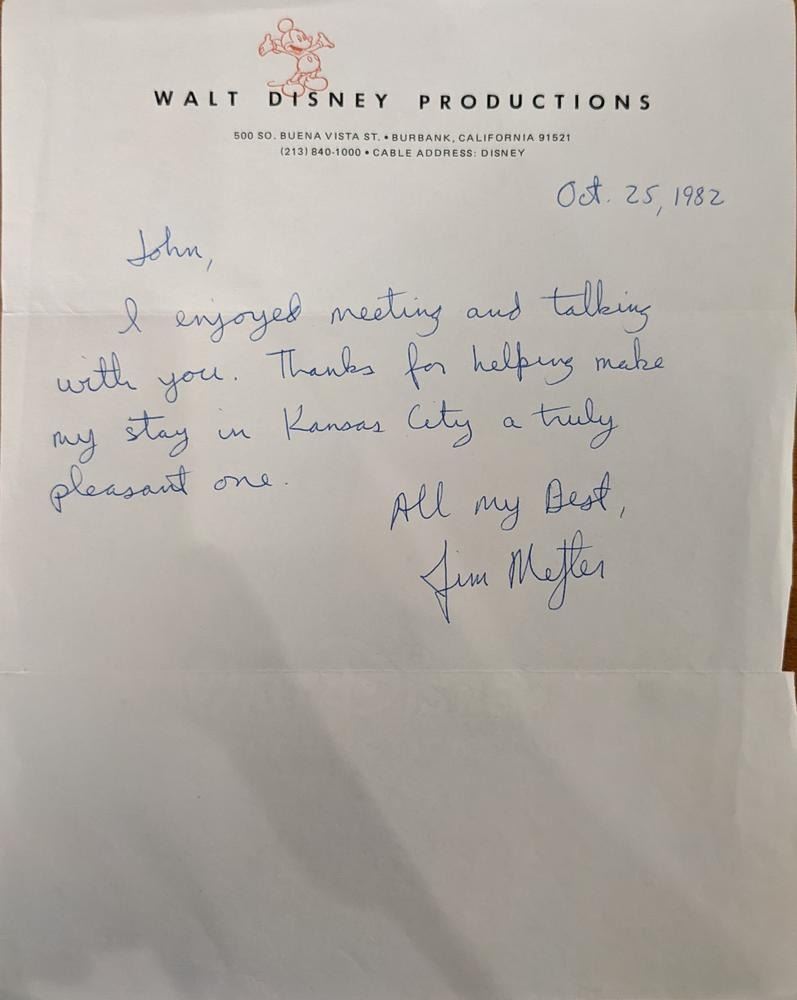 WALT DISNEY PRODUCTIONS
500 SO. BUENA VISTA ST. • BURBANK, CALIFORNIA 91521
(213) 840-1000 • CABLE ADDRESS: DISNEY
Oct. 25, 1982
John,
I enjoyed meeting and talking
with you. Thanks for helping make
my stay in Kansas City a truly
pleasant one.
All my Best,
Jim